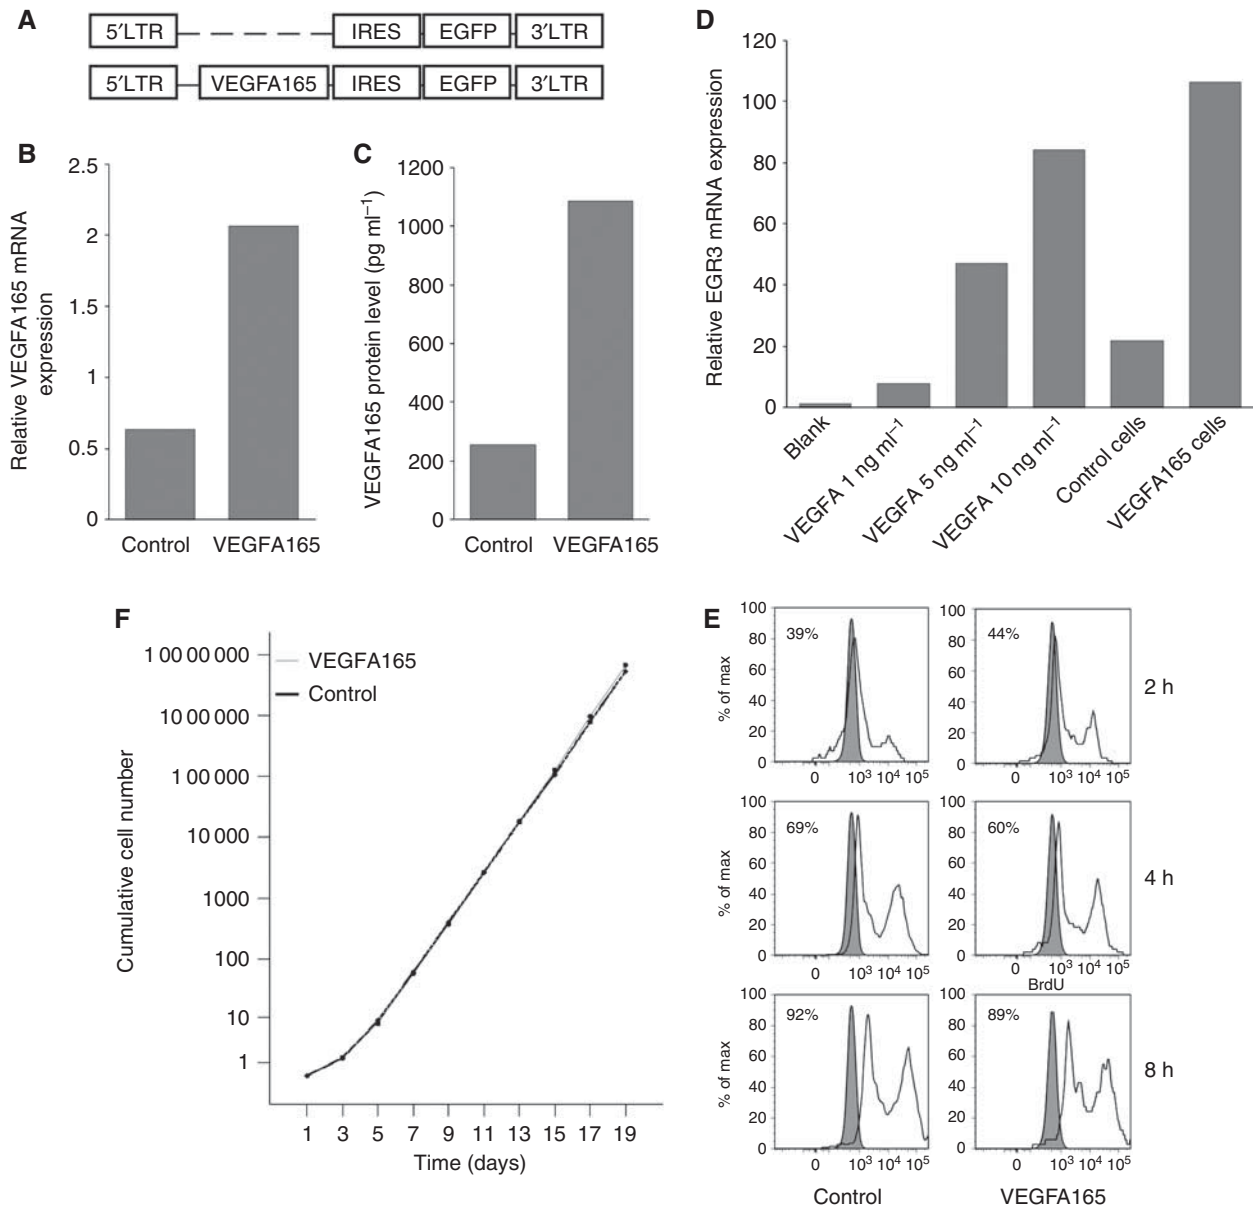 A
5′LTR IRES EGFP 3′LTR
5′LTR VEGFA165 IRES EGFP 3′LTR
B
Relative VEGFA165 mRNA
expression
2.5
2
1.5
1
0.5
0
Control VEGFA165
C
VEGFA165 protein level (pg ml⁻¹)
1200
1000
800
600
400
200
0
Control VEGFA165
D
Relative EGR3 mRNA expression
120
100
80
60
40
20
0
Blank
VEGFA 1 ng ml⁻¹
VEGFA 5 ng ml⁻¹
VEGFA 10 ng ml⁻¹
Control cells
VEGFA165 cells
F
Cumulative cell number
1 00 00 000
10 00 000
100 000
10 000
1000
100
10
1
VEGFA165
Control
1 3 5 7 9 11 13 15 17 19
Time (days)
E
% of max
100
80
60
40
20
0
39%
0 10³ 10⁴ 10⁵
100
80
60
40
20
0
44%
0 10³ 10⁴ 10⁵
2 h
% of max
100
80
60
40
20
0
69%
0 10³ 10⁴ 10⁵
100
80
60
40
20
0
60%
0 10³ 10⁴ 10⁵
BrdU
4 h
% of max
100
80
60
40
20
0
92%
0 10³ 10⁴ 10⁵
100
80
60
40
20
0
89%
0 10³ 10⁴ 10⁵
8 h
Control VEGFA165